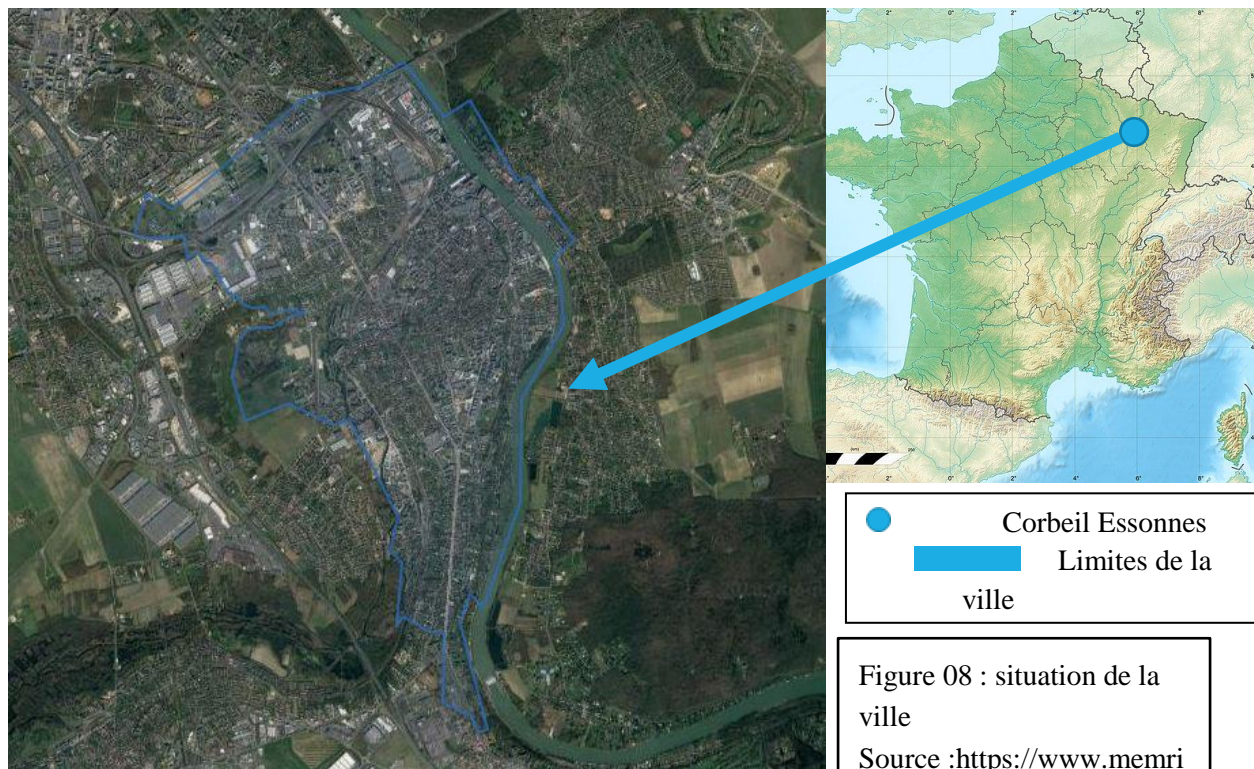 Corbeil Essonnes
Limites de la
ville
Figure 08 : situation de la
ville
Source :https://www.memri